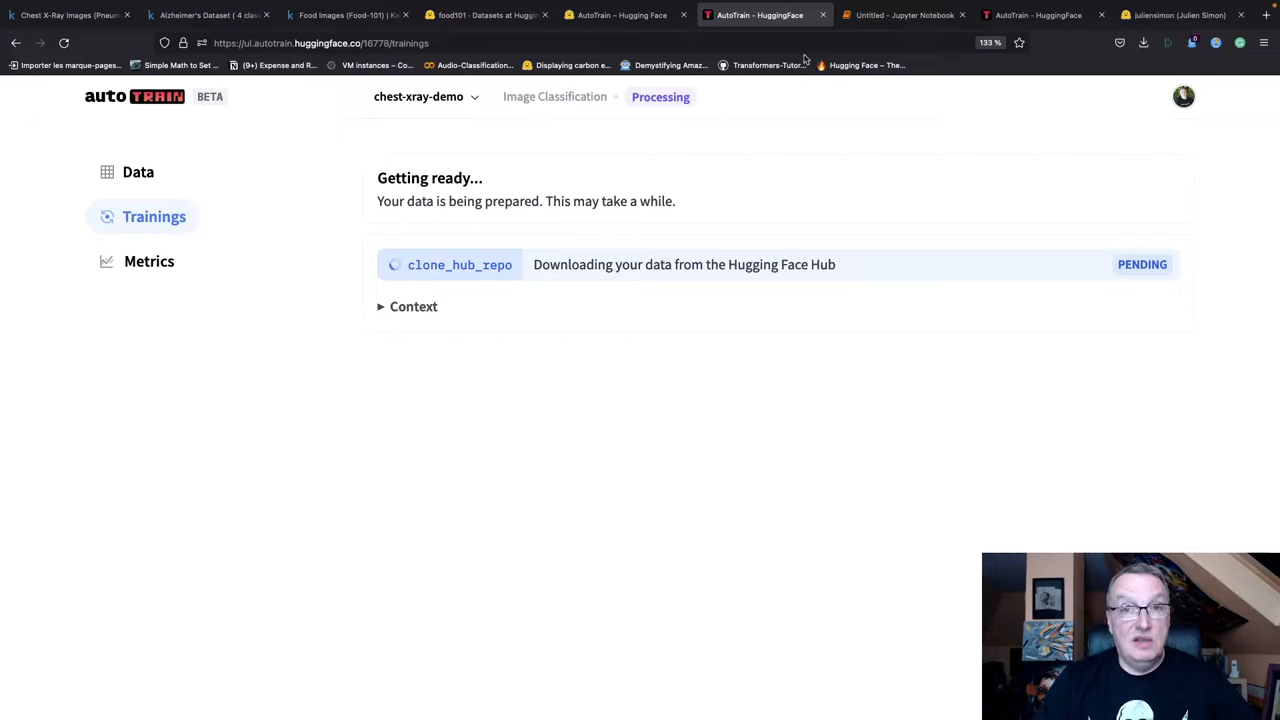 Chest X-Ray Images (Pneum
Alzheimer's Dataset ( 4 clas
Food Images (Food-101) | Ka
food101 - Datasets at Huggin
AutoTrain – Hugging Face
AutoTrain - HuggingFace
Untitled - Jupyter Notebook
AutoTrain - HuggingFace
juliensimon (Julien Simon)
https://ui.autotrain.huggingface.co/16778/trainings
133 %
Importer les marque-pages...
Simple Math to Set ...
(9+) Expense and R...
VM instances – Co...
Audio-Classification...
Displaying carbon e...
Demystifying Amaz...
Transformers-Tutor...
Hugging Face – The...
auto TRAIN BETA
chest-xray-demo
Image Classification
Processing
Data
Trainings
Metrics
Getting ready...
Your data is being prepared. This may take a while.
clone_hub_repo
Downloading your data from the Hugging Face Hub
PENDING
Context